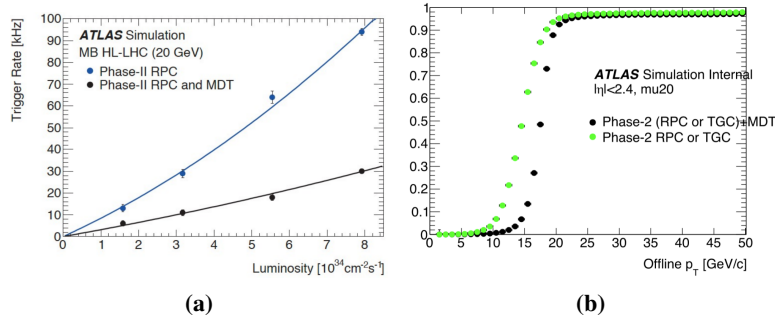 Trigger Rate [kHz]
100
90
80
70
60
50
40
30
20
10
0
ATLAS Simulation
MB HL-LHC (20 GeV)
Phase-II RPC
Phase-II RPC and MDT
0 1 2 3 4 5 6 7 8
Luminosity [10³⁴cm⁻²s⁻¹]
(a)
1
0.9
0.8
0.7
0.6
0.5
0.4
0.3
0.2
0.1
0
ATLAS Simulation Internal
|η|<2.4, mu20
Phase-2 (RPC or TGC)+MDT
Phase-2 RPC or TGC
0 5 10 15 20 25 30 35 40 45 50
Offline p_T [GeV/c]
(b)